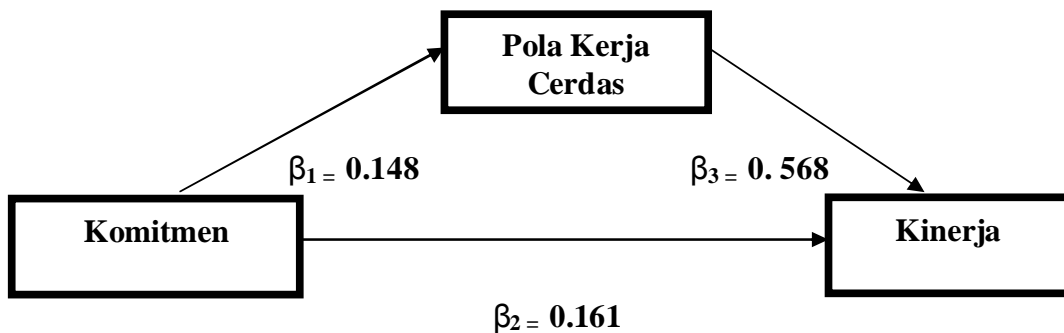 Pola Kerja
Cerdas
β1 = 0.148
β3 = 0. 568
Komitmen
Kinerja
β2 = 0.161